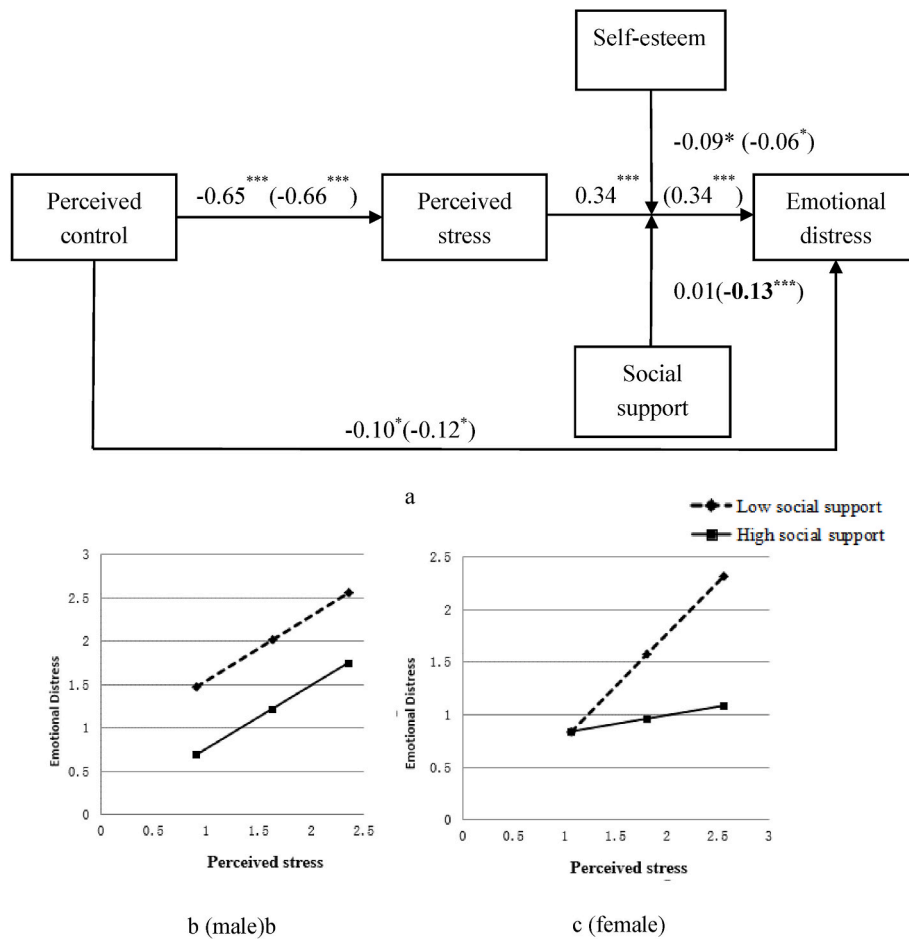 Self-esteem
-0.09* (-0.06*)
-0.65***(-0.66***)
0.34*** (0.34***)
Perceived
control
Perceived
stress
Emotional
distress
0.01(-0.13***)
Social
support
-0.10*(-0.12*)
a
Low social support
High social support
3
2.5
2
1.5
1
0.5
0
0 0.5 1 1.5 2 2.5
Emotional Distress
Perceived stress
2.5
2
1.5
1
0.5
0
0 0.5 1 1.5 2 2.5 3
Emotional Distress
Perceived stress
b (male)b
c (female)